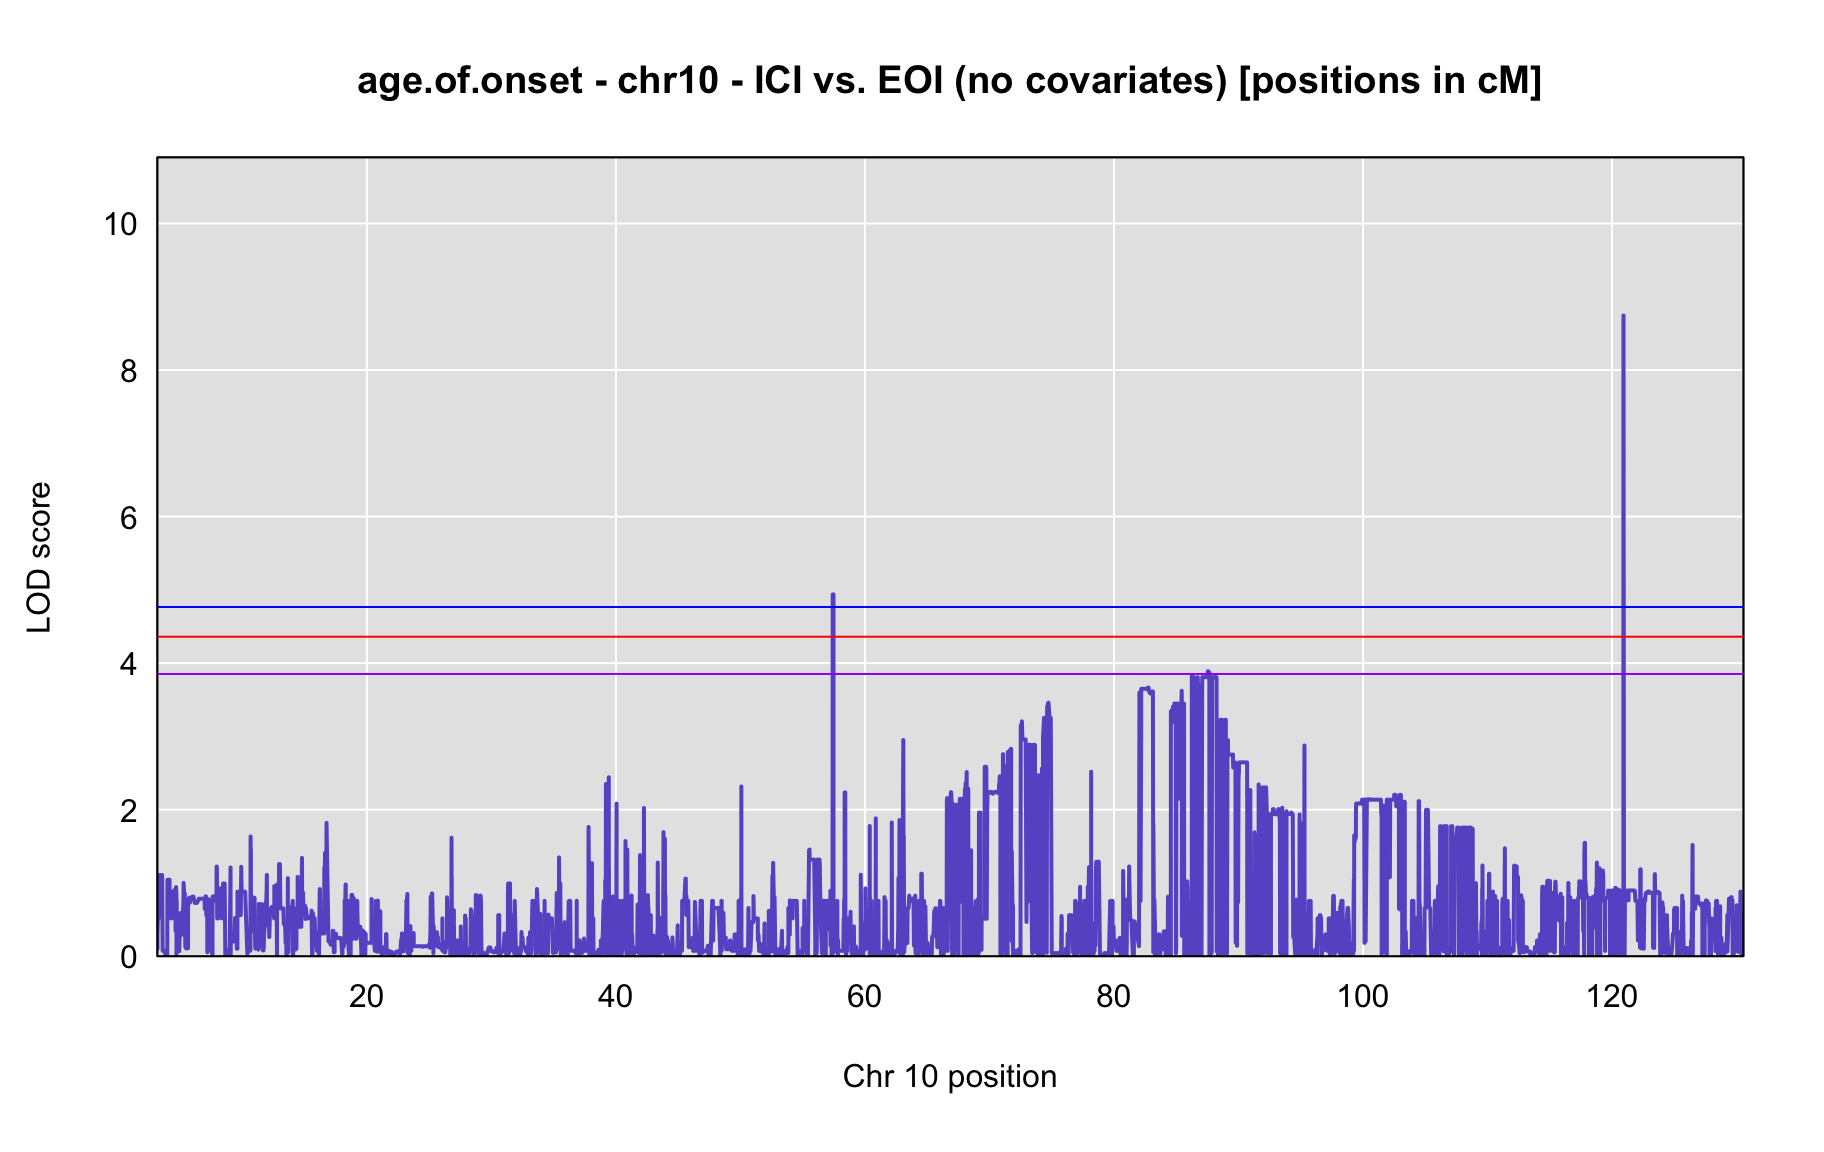 age.of.onset - chr10 - ICI vs. EOI (no covariates) [positions in cM]
10
8
6
4
2
0
LOD score
20 40 60 80 100 120
Chr 10 position